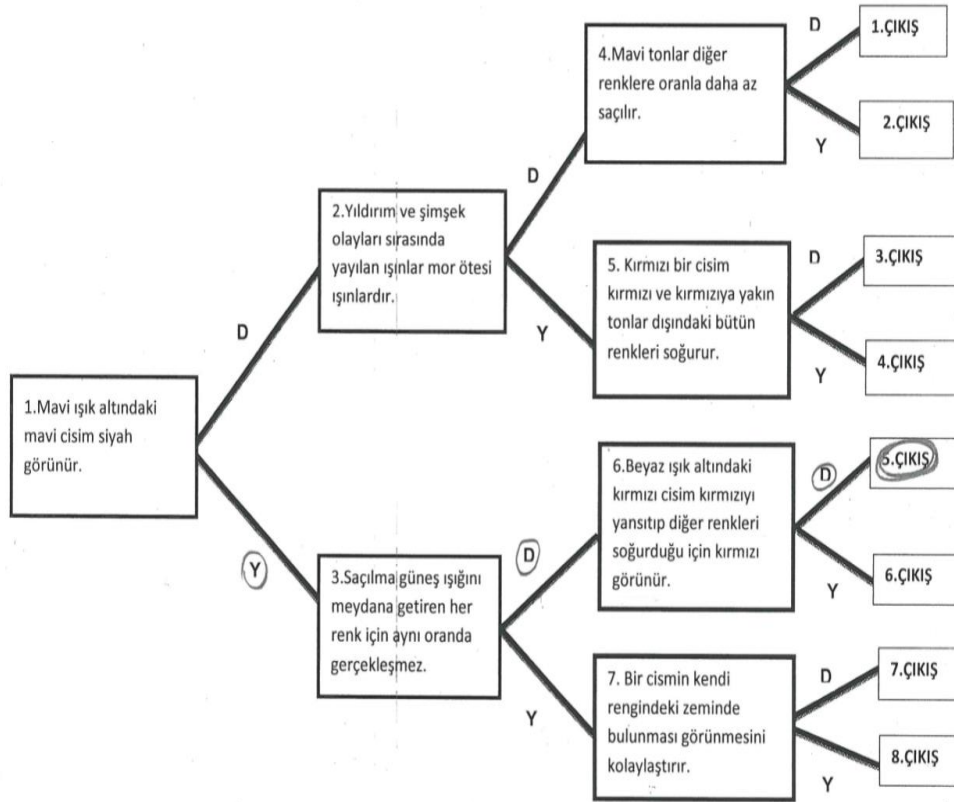 1.Mavi ışık altındaki
mavi cisim siyah
görünür.
D
Y
2.Yıldırım ve şimşek
olayları sırasında
yayılan ışınlar mor ötesi
ışınlardır.
D
Y
3.Saçılma güneş ışığını
meydana getiren her
renk için aynı oranda
gerçekleşmez.
D
Y
4.Mavi tonlar diğer
renklere oranla daha az
saçılır.
D
Y
1.ÇIKIŞ
2.ÇIKIŞ
5. Kırmızı bir cisim
kırmızı ve kırmızıya yakın
tonlar dışındaki bütün
renkleri soğurur.
D
Y
3.ÇIKIŞ
4.ÇIKIŞ
6.Beyaz ışık altındaki
kırmızı cisim kırmızıyı
yansıtıp diğer renkleri
soğurduğu için kırmızı
görünür.
D
Y
5.ÇIKIŞ
6.ÇIKIŞ
7. Bir cismin kendi
rengindeki zeminde
bulunması görünmesini
kolaylaştırır.
D
Y
7.ÇIKIŞ
8.ÇIKIŞ